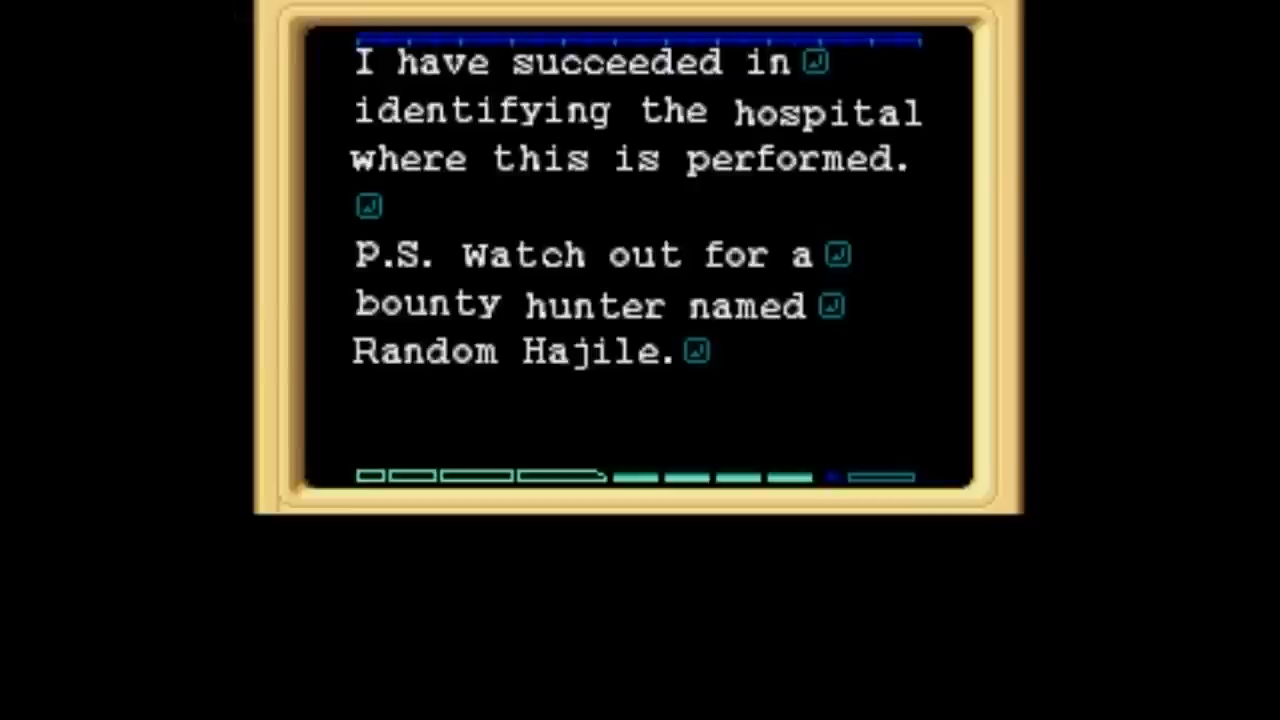 I have succeeded in
identifying the hospital
where this is performed.
P.S. Watch out for a
bounty hunter named
Random Hajile.